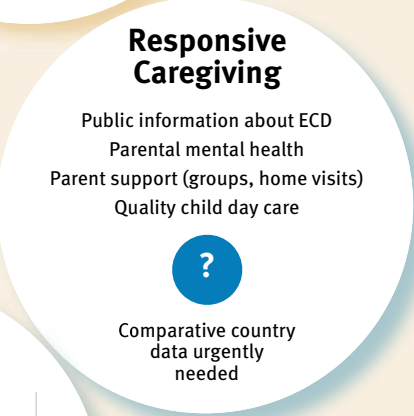 Responsive
Caregiving
Public information about ECD
Parental mental health
Parent support (groups, home visits)
Quality child day care
?
Comparative country
data urgently
needed